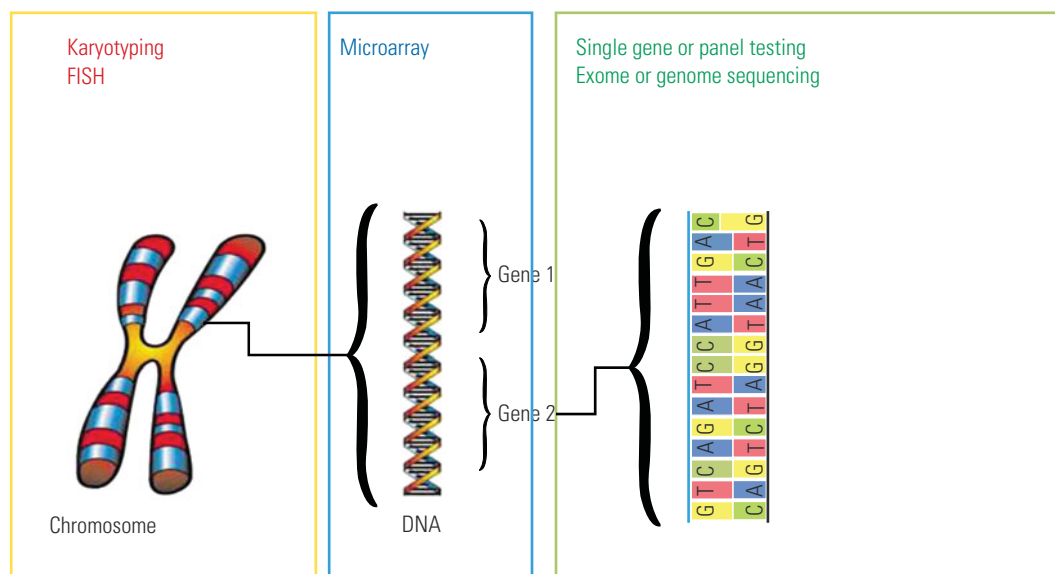 Karyotyping
FISH
Microarray
Single gene or panel testing
Exome or genome sequencing
Chromosome
Gene 1
Gene 2
DNA
G T C A G A T C C A T T G A C
C A G T C T A G G T A A C T G